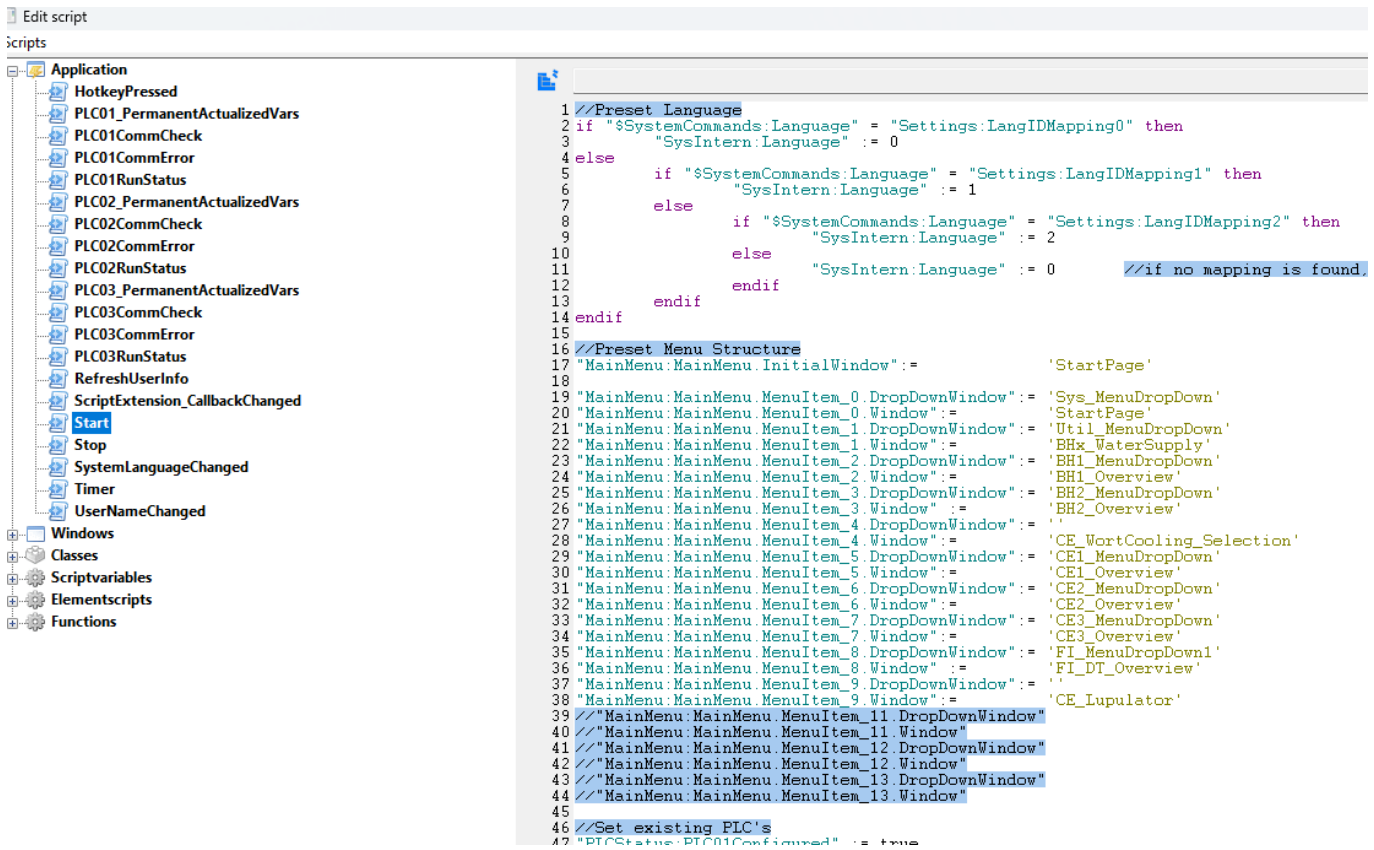 Edit script
Scripts
Application
HotkeyPressed
PLC01_PermanentActualizedVars
PLC01CommCheck
PLC01CommError
PLC01RunStatus
PLC02_PermanentActualizedVars
PLC02CommCheck
PLC02CommError
PLC02RunStatus
PLC03_PermanentActualizedVars
PLC03CommCheck
PLC03CommError
PLC03RunStatus
RefreshUserInfo
ScriptExtension_CallbackChanged
Start
Stop
SystemLanguageChanged
Timer
UserNameChanged
Windows
Classes
Scriptvariables
Elementscripts
Functions
1 //Preset Language
2 if "$SystemCommands:Language" = "Settings:LangIDMapping0" then
3 "SysIntern:Language" := 0
4 else
5 if "$SystemCommands:Language" = "Settings:LangIDMapping1" then
6 "SysIntern:Language" := 1
7 else
8 if "$SystemCommands:Language" = "Settings:LangIDMapping2" then
9 "SysIntern:Language" := 2
10 else
11 "SysIntern:Language" := 0 //if no mapping is found,
12 endif
13 endif
14 endif
15
16 //Preset Menu Structure
17 "MainMenu:MainMenu.InitialWindow":= 'StartPage'
18
19 "MainMenu:MainMenu.MenuItem_0.DropDownWindow":= 'Sys_MenuDropDown'
20 "MainMenu:MainMenu.MenuItem_0.Window":= 'StartPage'
21 "MainMenu:MainMenu.MenuItem_1.DropDownWindow":= 'Util_MenuDropDown'
22 "MainMenu:MainMenu.MenuItem_1.Window":= 'BHx_WaterSupply'
23 "MainMenu:MainMenu.MenuItem_2.DropDownWindow":= 'BH1_MenuDropDown'
24 "MainMenu:MainMenu.MenuItem_2.Window":= 'BH1_Overview'
25 "MainMenu:MainMenu.MenuItem_3.DropDownWindow":= 'BH2_MenuDropDown'
26 "MainMenu:MainMenu.MenuItem_3.Window" := 'BH2_Overview'
27 "MainMenu:MainMenu.MenuItem_4.DropDownWindow":= ''
28 "MainMenu:MainMenu.MenuItem_4.Window":= 'CE_WortCooling_Selection'
29 "MainMenu:MainMenu.MenuItem_5.DropDownWindow":= 'CE1_MenuDropDown'
30 "MainMenu:MainMenu.MenuItem_5.Window":= 'CE1_Overview'
31 "MainMenu:MainMenu.MenuItem_6.DropDownWindow":= 'CE2_MenuDropDown'
32 "MainMenu:MainMenu.MenuItem_6.Window":= 'CE2_Overview'
33 "MainMenu:MainMenu.MenuItem_7.DropDownWindow":= 'CE3_MenuDropDown'
34 "MainMenu:MainMenu.MenuItem_7.Window":= 'CE3_Overview'
35 "MainMenu:MainMenu.MenuItem_8.DropDownWindow":= 'FI_MenuDropDown1'
36 "MainMenu:MainMenu.MenuItem_8.Window" := 'FI_DT_Overview'
37 "MainMenu:MainMenu.MenuItem_9.DropDownWindow":= ''
38 "MainMenu:MainMenu.MenuItem_9.Window":= 'CE_Lupulator'
39 //"MainMenu:MainMenu.MenuItem_11.DropDownWindow"
40 //"MainMenu:MainMenu.MenuItem_11.Window"
41 //"MainMenu:MainMenu.MenuItem_12.DropDownWindow"
42 //"MainMenu:MainMenu.MenuItem_12.Window"
43 //"MainMenu:MainMenu.MenuItem_13.DropDownWindow"
44 //"MainMenu:MainMenu.MenuItem_13.Window"
45
46 //Set existing PLC's
47 "PLCStatus:PLC01Configured" := true